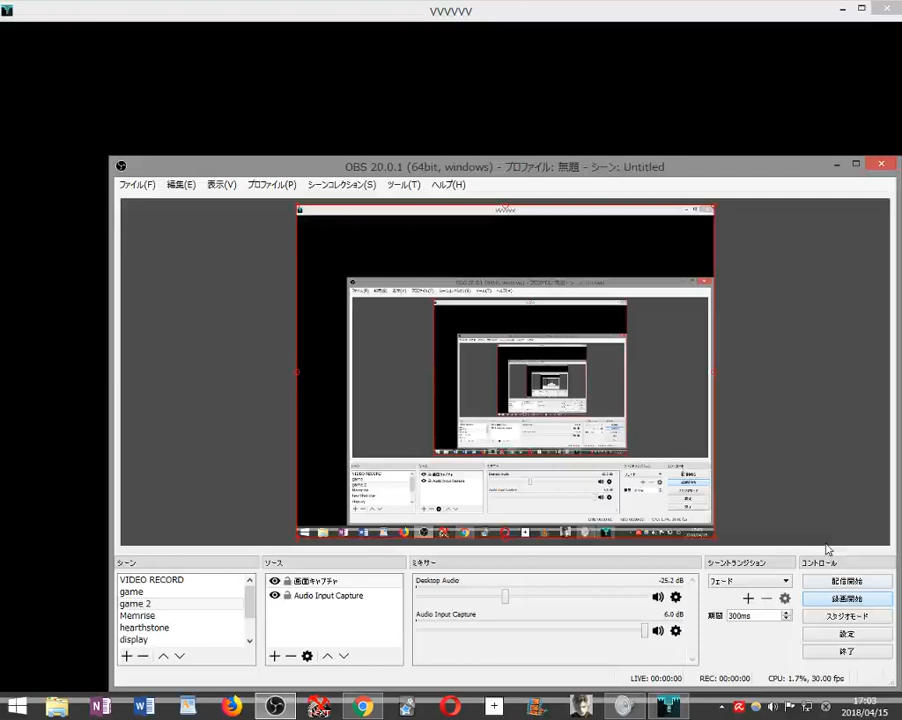 VVVVVV
OBS 20.0.1 (64bit, windows) - プロファイル: 無題 - シーン: Untitled
ファイル(F) 編集(E) 表示(V) プロファイル(P) シーンコレクション(S) ツール(T) ヘルプ(H)
シーン
VIDEO RECORD
game
game 2
Memrise
hearthstone
display
ソース
画面キャプチャ
Audio Input Capture
ミキサー
Desktop Audio -25.2 dB
Audio Input Capture 6.0 dB
シーントランジション
フェード
期間 300ms
コントロール
配信開始
録画開始
スタジオモード
設定
終了
LIVE: 00:00:00 REC: 00:00:00 CPU: 1.7%, 30.00 fps
17:03
2018/04/15